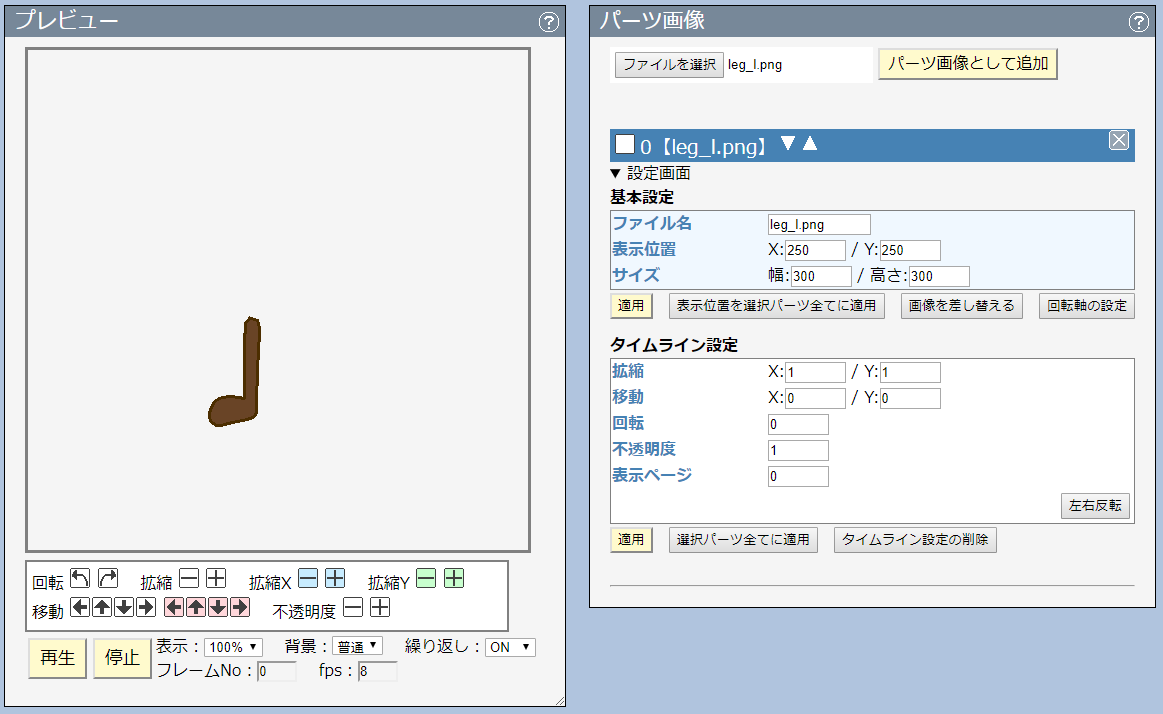 プレビュー
?
回転 拡縮 拡縮X 拡縮Y
移動 不透明度
再生 停止 表示：100% ▼ 背景：普通 ▼ 繰り返し：ON ▼
フレームNo：0 fps：8
パーツ画像
?
ファイルを選択 leg_l.png パーツ画像として追加
0【leg_l.png】▼▲
▼ 設定画面
基本設定
ファイル名 leg_l.png
表示位置 X:250 / Y:250
サイズ 幅:300 / 高さ:300
適用 表示位置を選択パーツ全てに適用 画像を差し替える 回転軸の設定
タイムライン設定
拡縮 X:1 / Y:1
移動 X:0 / Y:0
回転 0
不透明度 1
表示ページ 0
左右反転
適用 選択パーツ全てに適用 タイムライン設定の削除